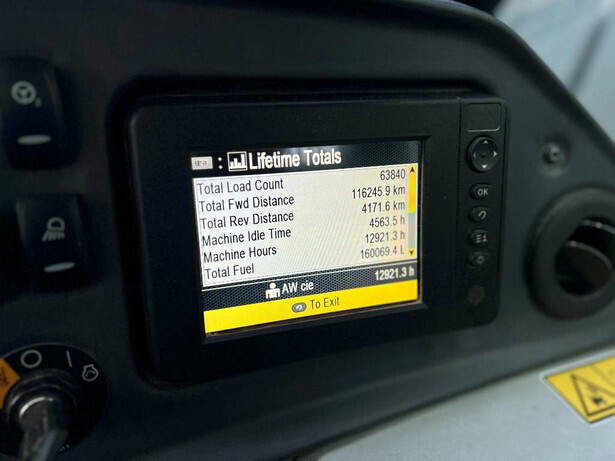 : Lifetime Totals
Total Load Count 63840
Total Fwd Distance 116245.9 km
Total Rev Distance 4171.6 km
Machine Idle Time 4563.5 h
Machine Hours 12921.3 h
Total Fuel 160069.4 L
AW cie 12921.3 h
To Exit
OK